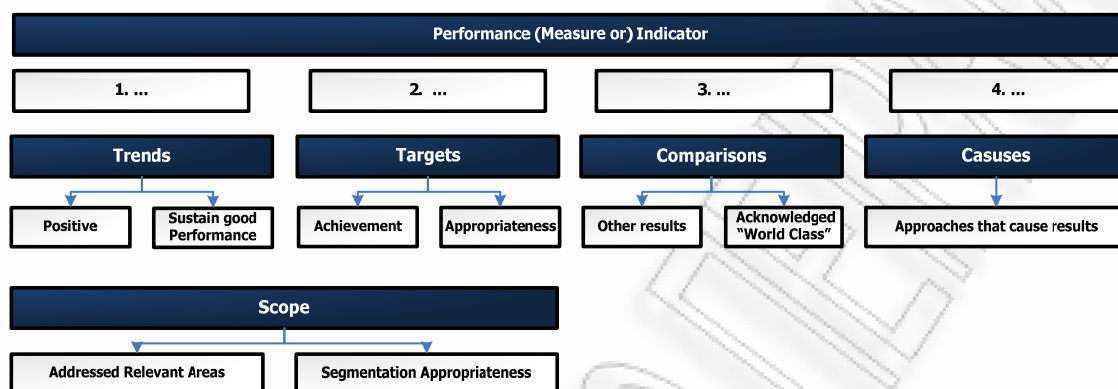 Performance (Measure or) Indicator
1. ...
2. ...
3. ...
4. ...
Trends
Targets
Comparisons
Casuses
Positive
Sustain good
Performance
Achievement
Appropriateness
Other results
Acknowledged
“World Class”
Approaches that cause results
Scope
Addressed Relevant Areas
Segmentation Appropriateness